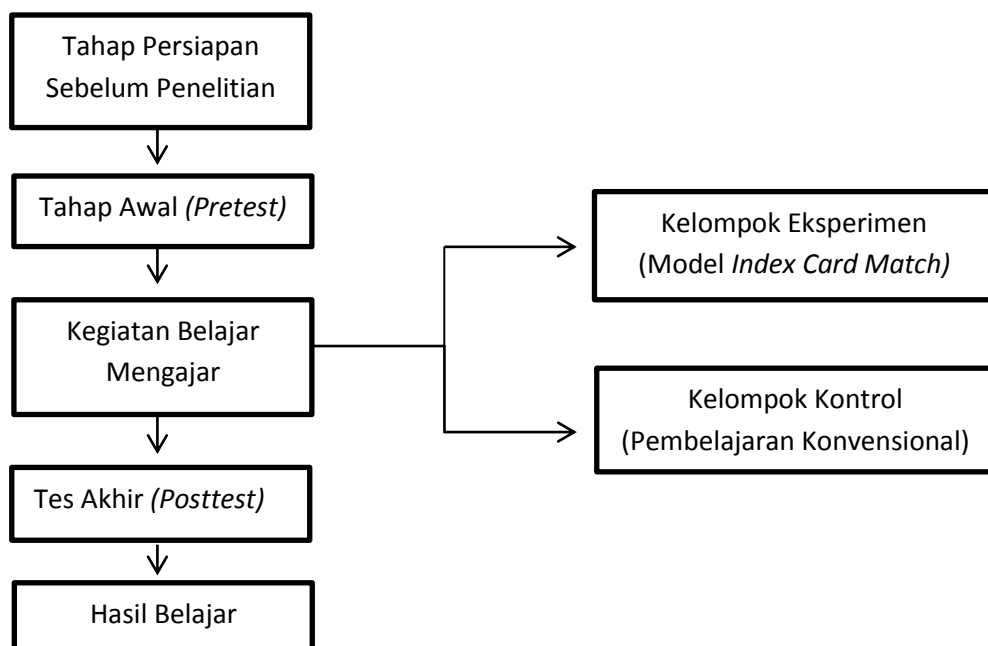 Tahap Persiapan
Sebelum Penelitian
Tahap Awal (Pretest)
Kegiatan Belajar
Mengajar
Tes Akhir (Posttest)
Hasil Belajar
Kelompok Eksperimen
(Model Index Card Match)
Kelompok Kontrol
(Pembelajaran Konvensional)